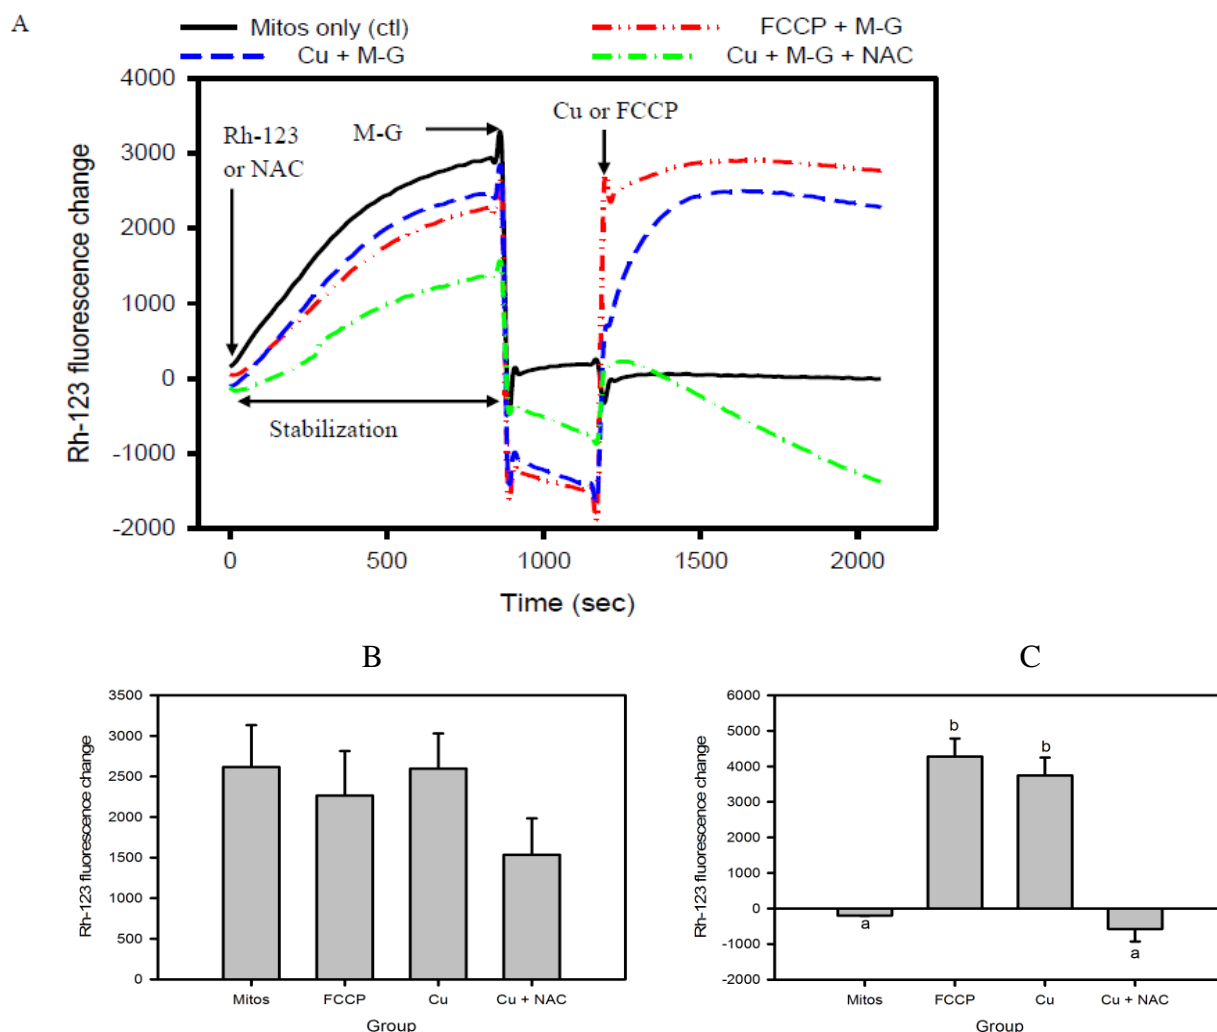 A
Mitos only (ctl)
FCCP + M-G
Cu + M-G
Cu + M-G + NAC
4000
3000
2000
1000
0
-1000
-2000
Rh-123 fluorescence change
Rh-123
or NAC
M-G
Cu or FCCP
Stabilization
0
500
1000
1500
2000
Time (sec)
B
3500
3000
2500
2000
1500
1000
500
0
Rh-123 fluorescence change
Mitos
FCCP
Cu
Cu + NAC
Group
C
6000
5000
4000
3000
2000
1000
0
-1000
-2000
Rh-123 fluorescence change
a
b
b
a
Mitos
FCCP
Cu
Cu + NAC
Group